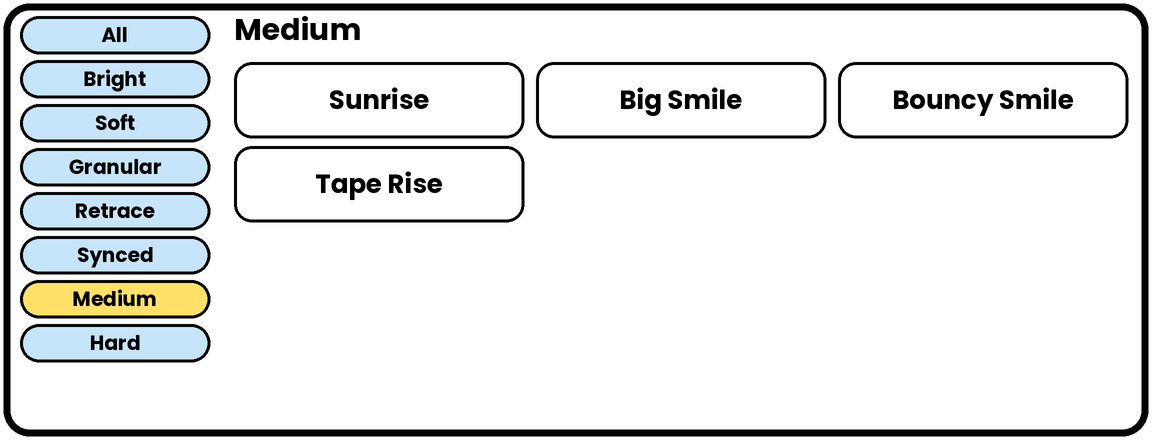 All
Bright
Soft
Granular
Retrace
Synced
Medium
Hard
Medium
Sunrise
Big Smile
Bouncy Smile
Tape Rise